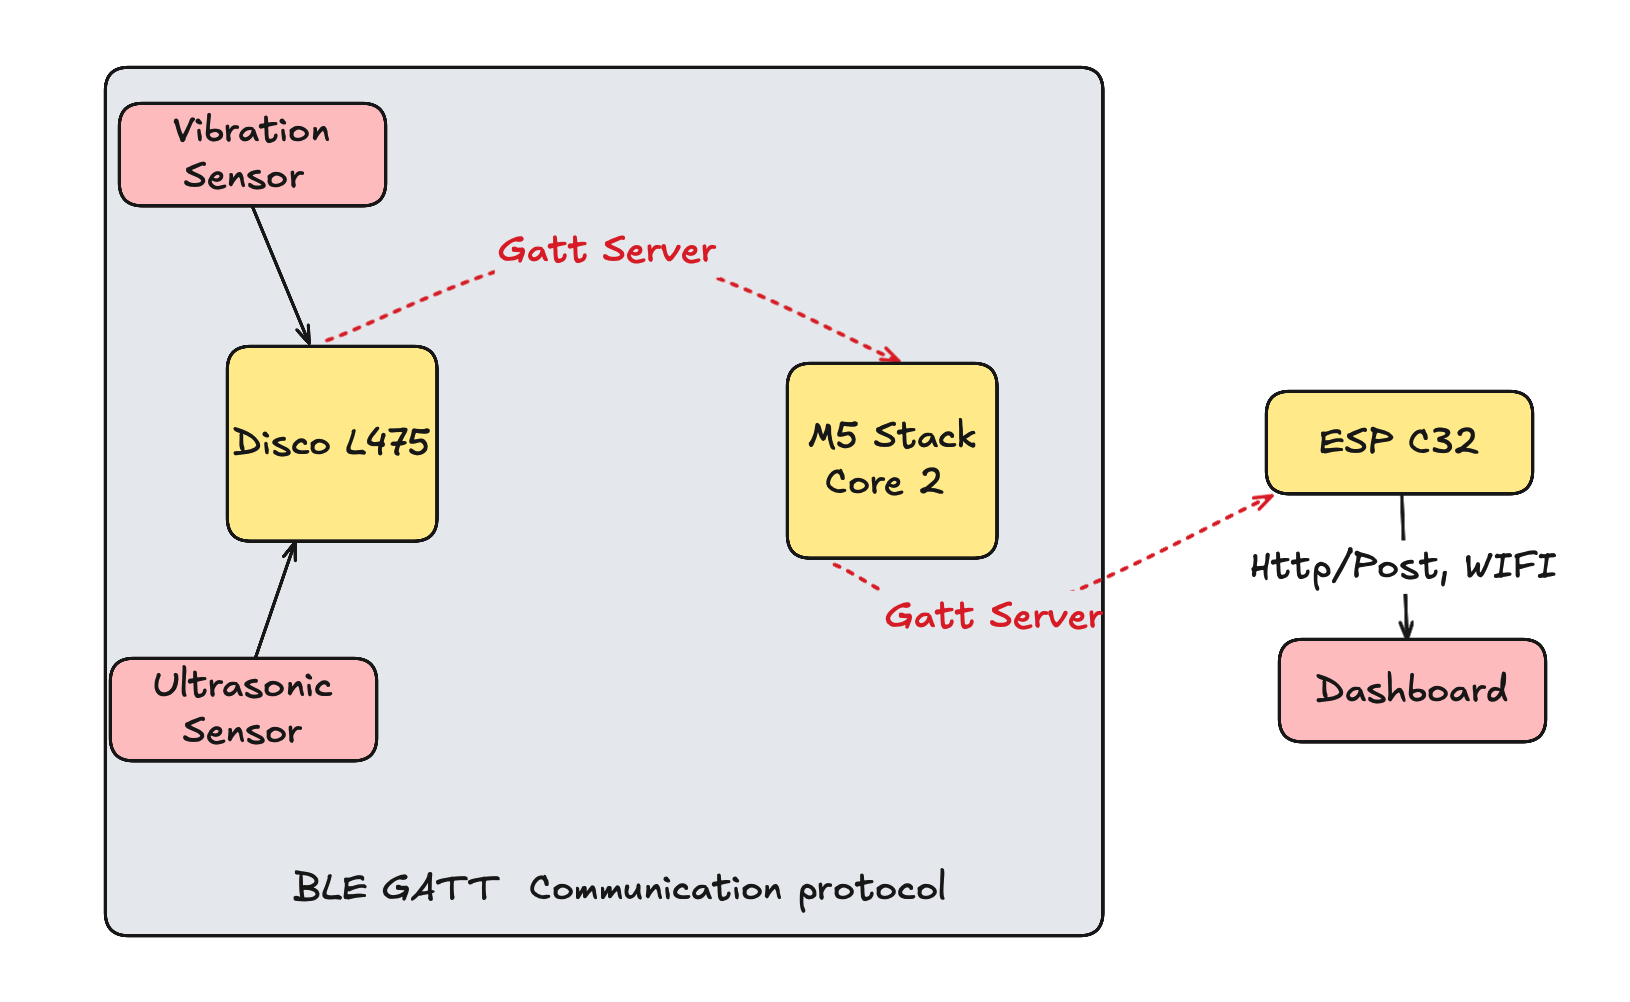 Vibration
Sensor
Gatt Server
Disco L475
M5 Stack
Core 2
ESP C32
Http/Post, WIFI
Gatt Server
Ultrasonic
Sensor
Dashboard
BLE GATT Communication protocol